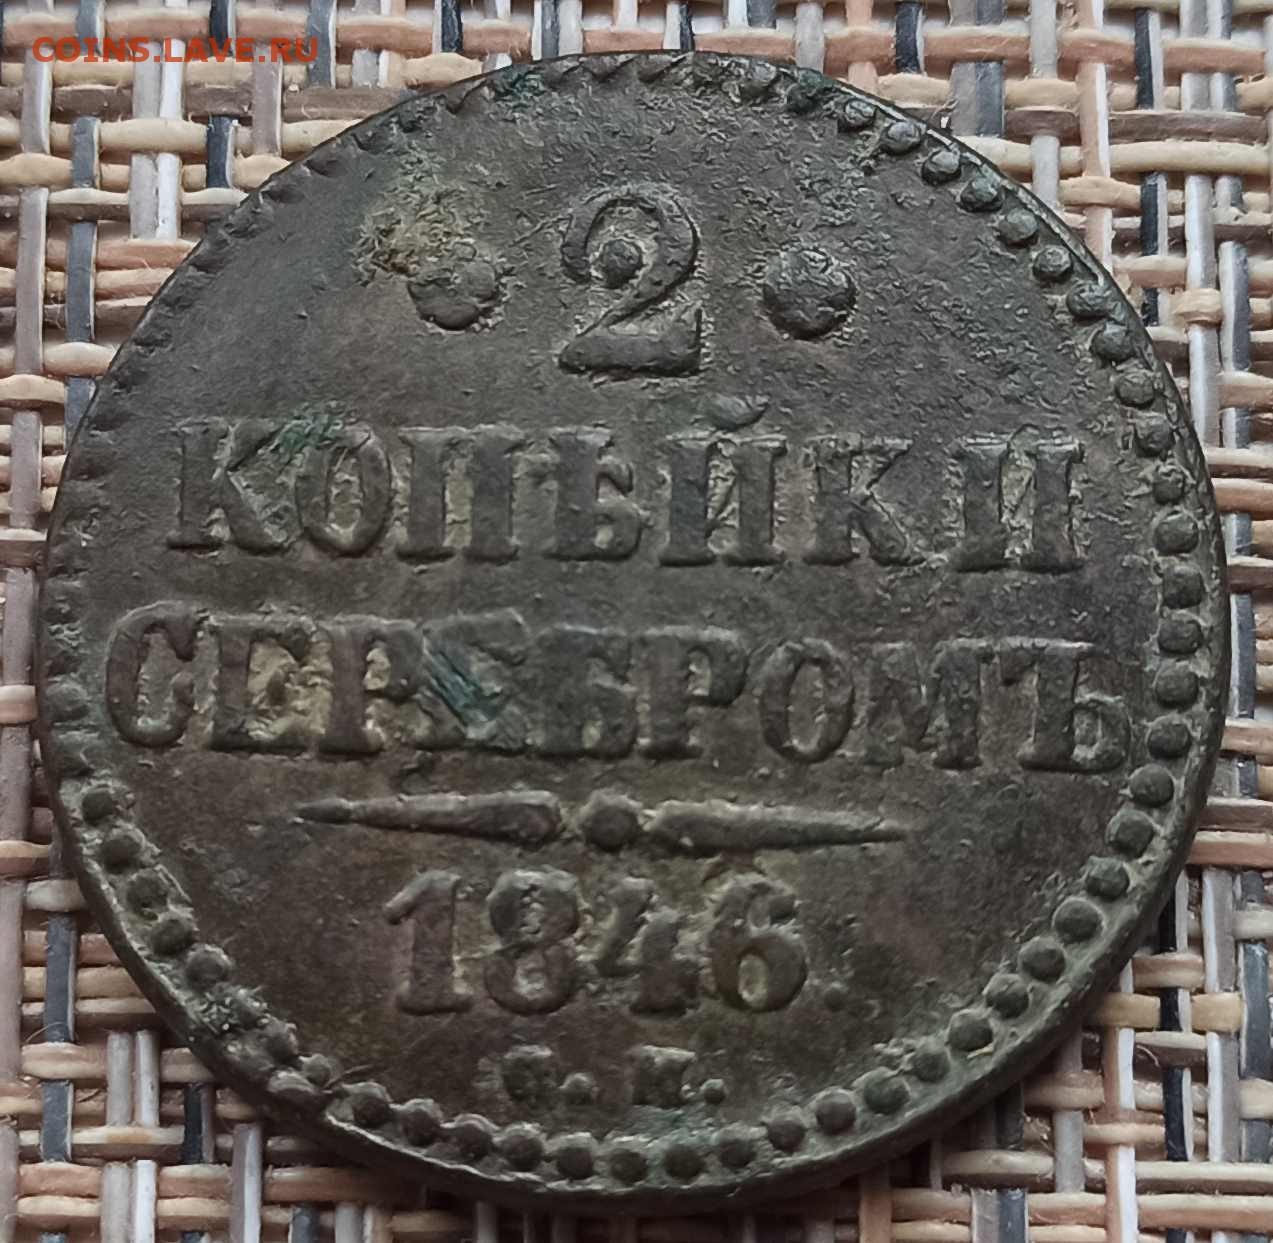 COINS.LAVE.RU
· 2 ·
КОПѢЙКИ
СЕРЕБРОМЪ
1846.
С.М.